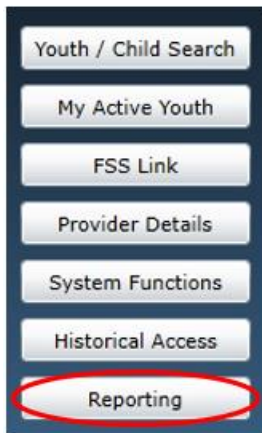 Youth / Child Search
My Active Youth
FSS Link
Provider Details
System Functions
Historical Access
Reporting